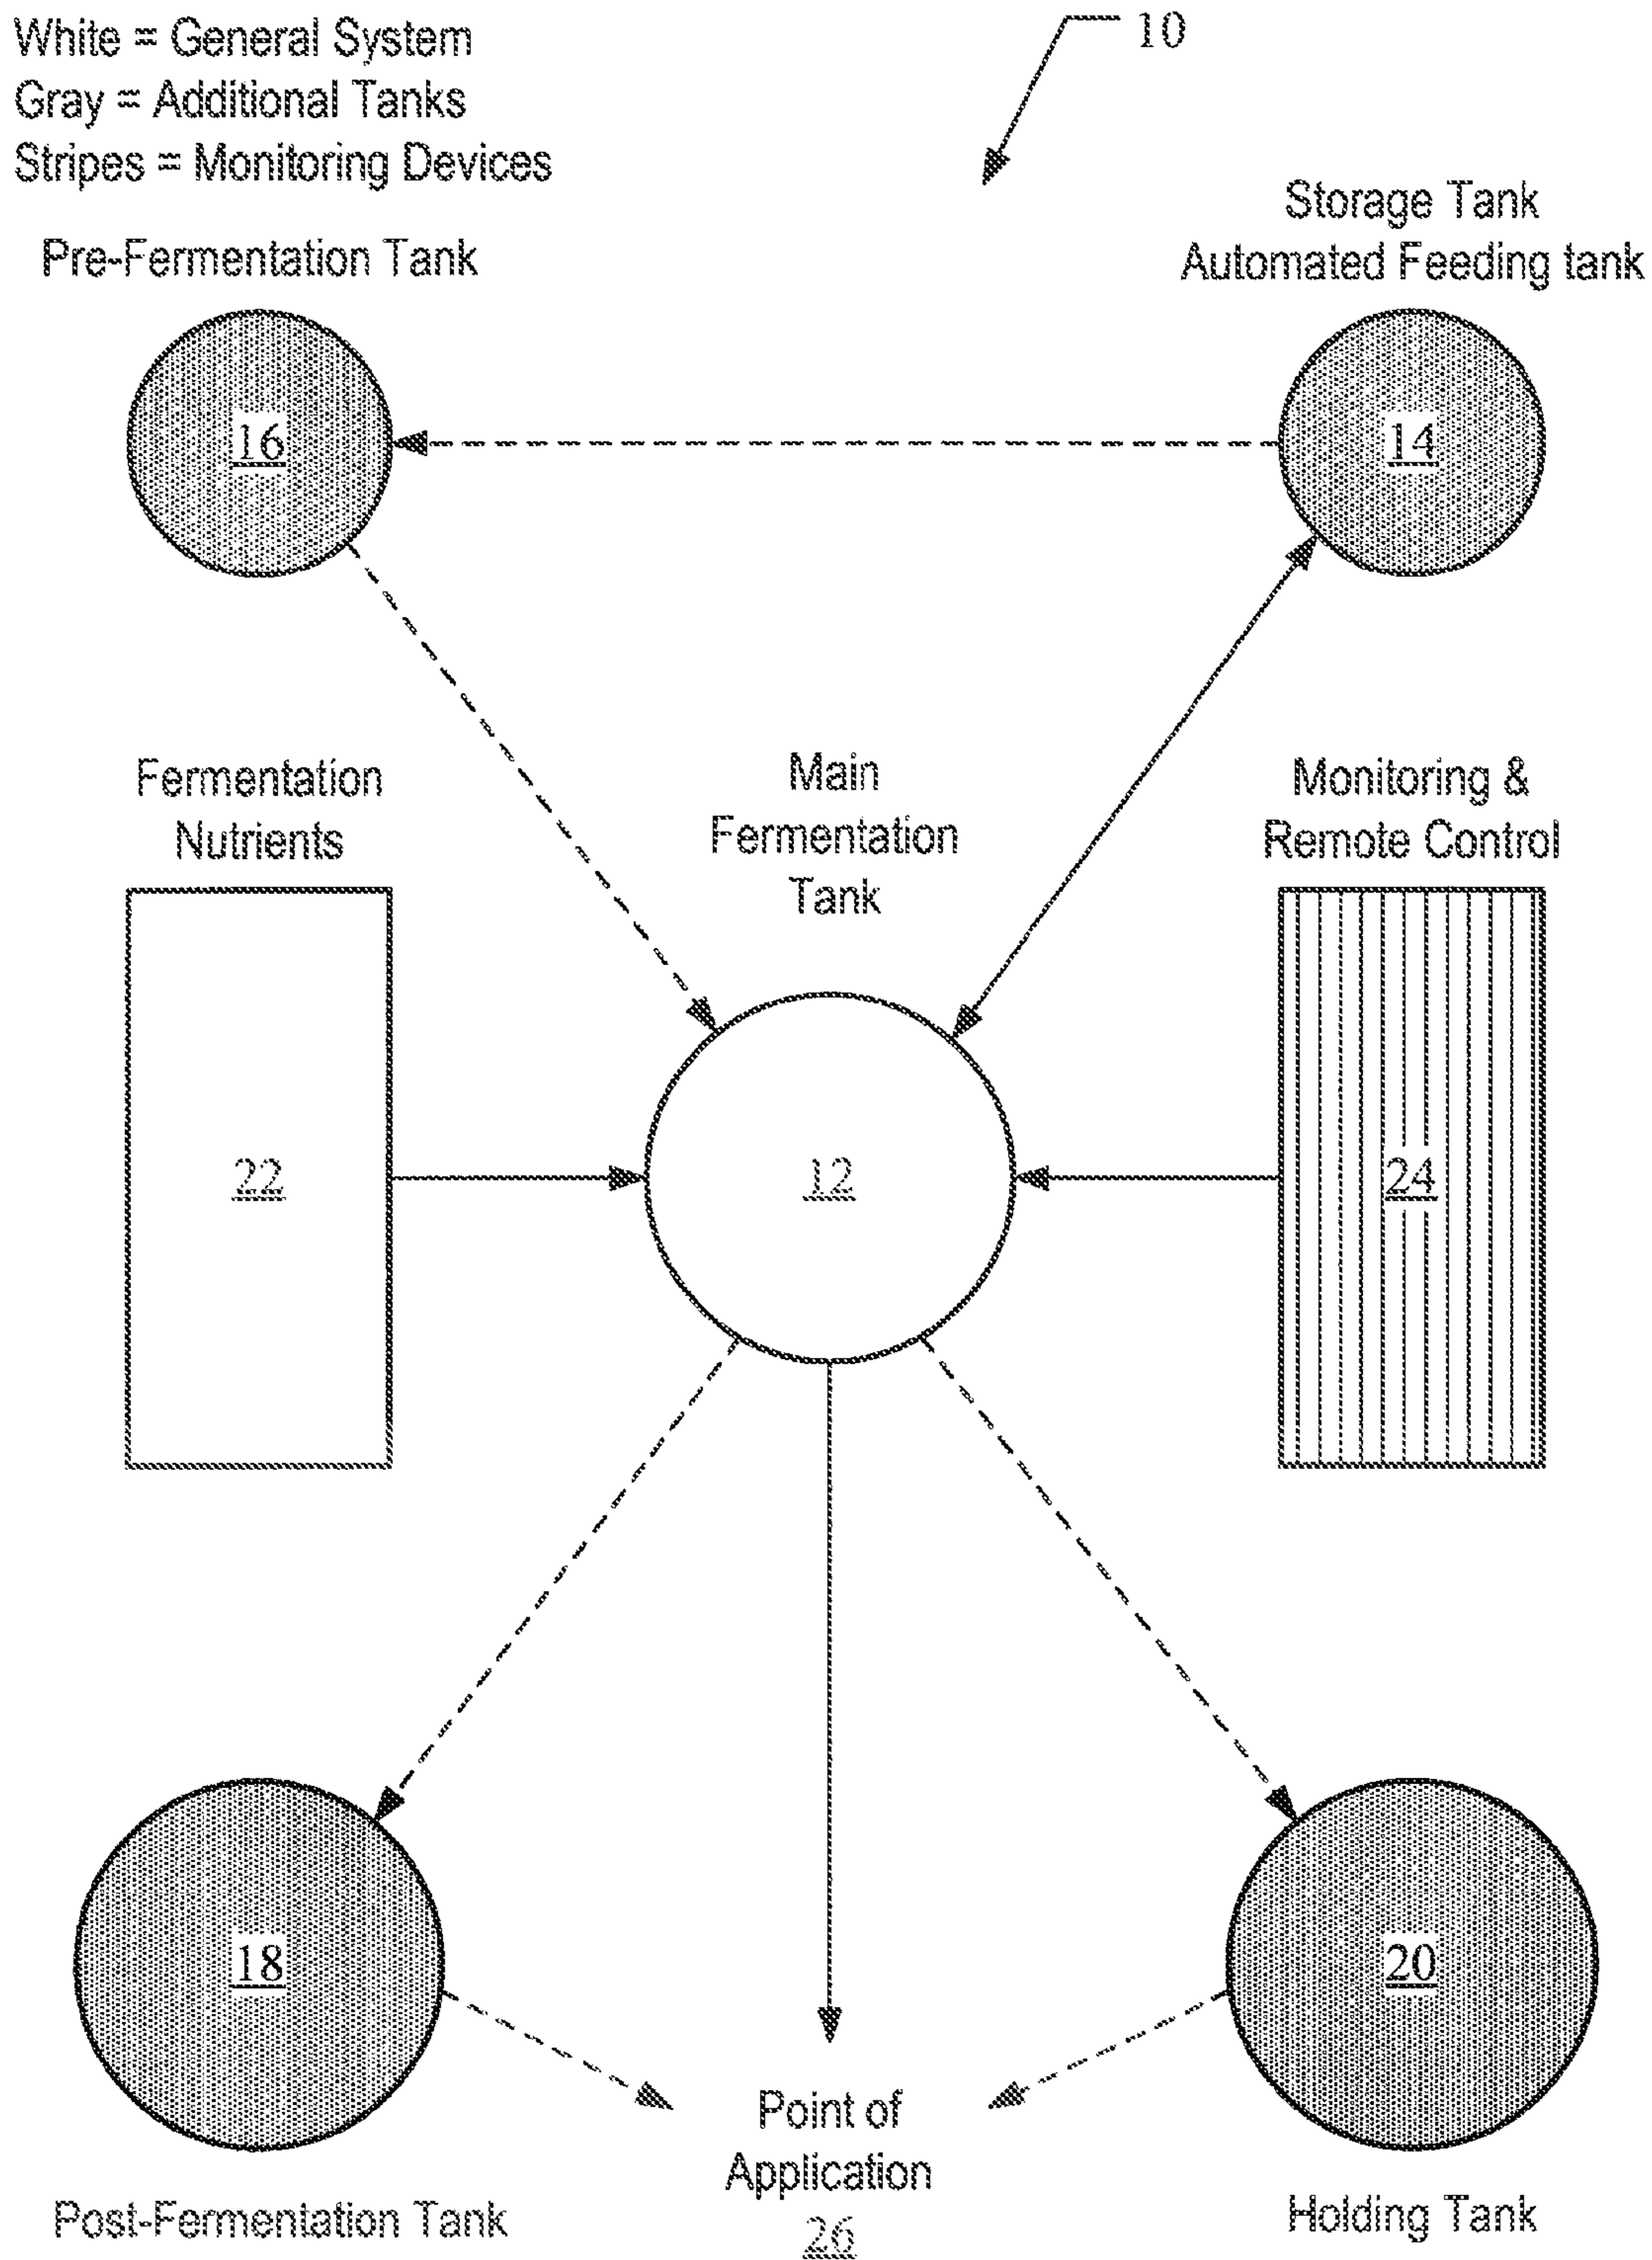 White = General System
Gray = Additional Tanks
Stripes = Monitoring Devices
10
Pre-Fermentation Tank
Storage Tank
Automated Feeding tank
16
14
Fermentation
Nutrients
Main
Fermentation
Tank
Monitoring &
Remote Control
22
12
24
18
20
Point of
Application
26
Post-Fermentation Tank
Holding Tank